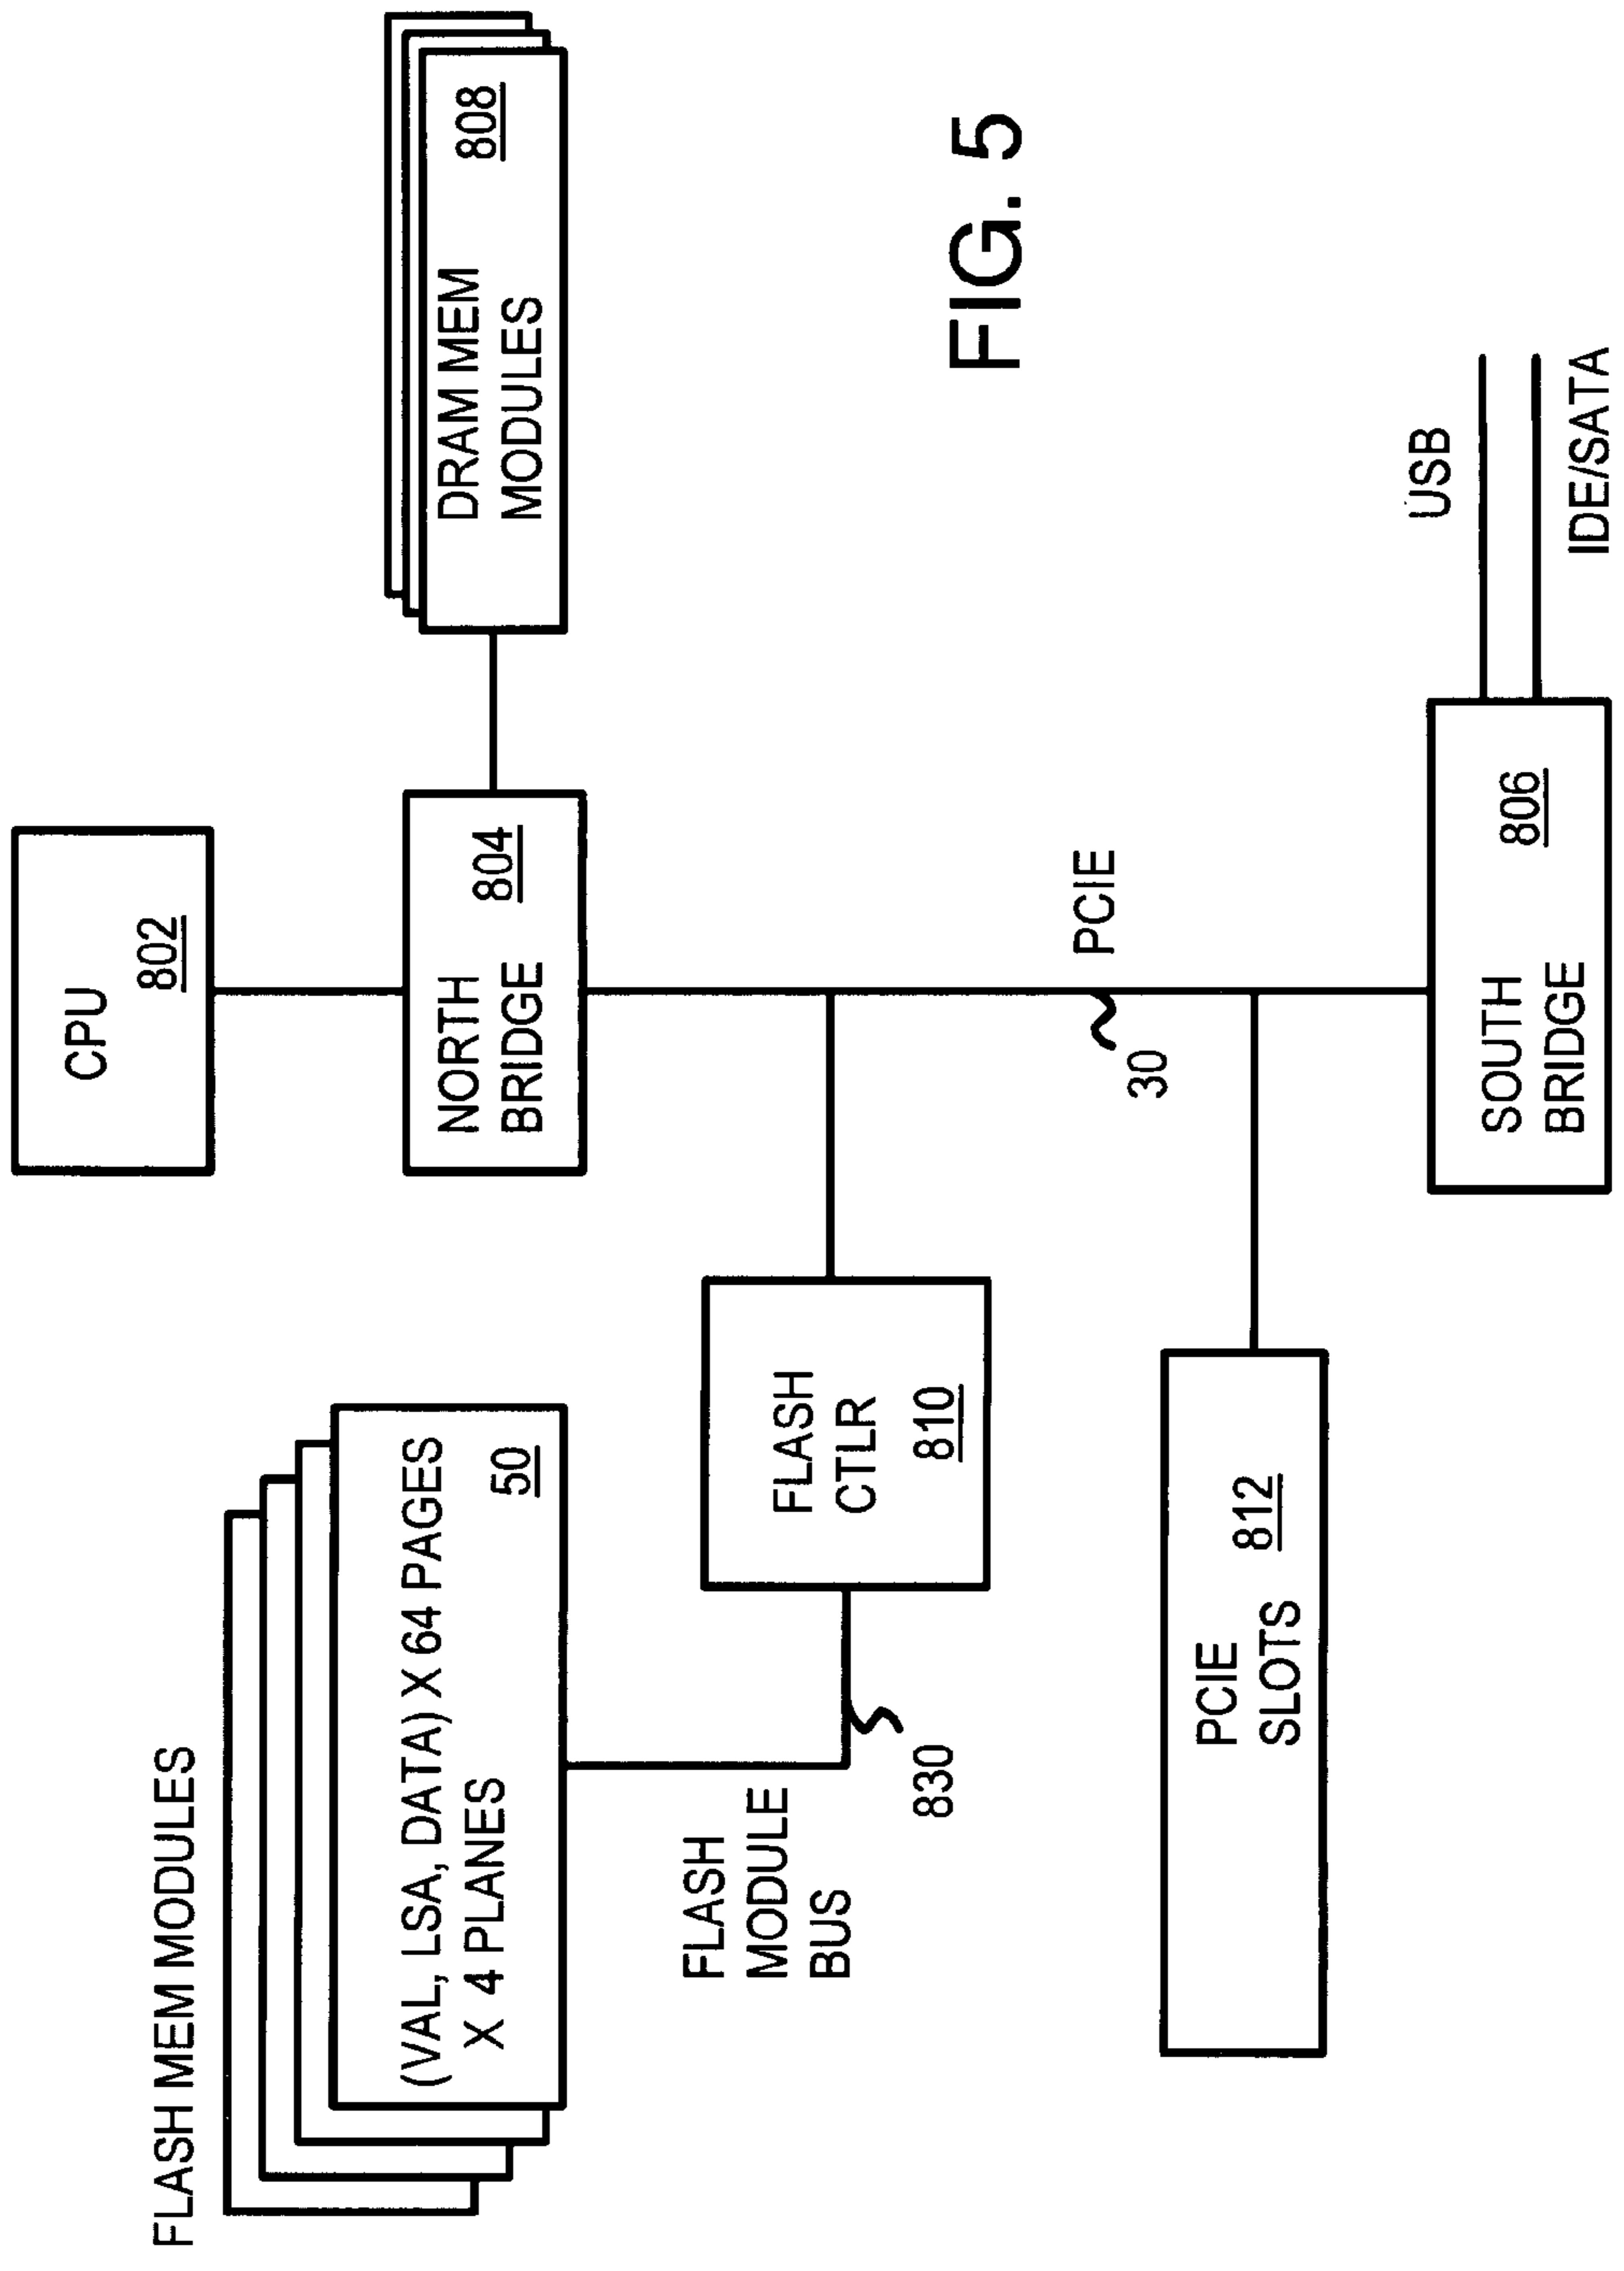 FLASH MEM MODULES
(VAL, LSA, DATA) X 64 PAGES
X 4 PLANES
50
CPU
802
NORTH
BRIDGE
804
DRAM MEM
MODULES
808
FLASH
MODULE
BUS
830
FLASH
CTLR
810
PCIE
30
PCIE
SLOTS
812
SOUTH
BRIDGE
806
USB
IDE/SATA
FIG. 5